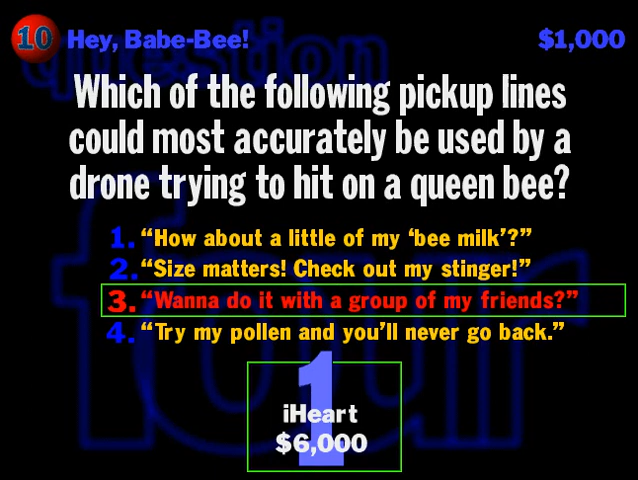 10 Hey, Babe-Bee! $1,000
question
Which of the following pickup lines
could most accurately be used by a
drone trying to hit on a queen bee?
1. “How about a little of my ‘bee milk’?”
2. “Size matters! Check out my stinger!”
3. “Wanna do it with a group of my friends?”
4. “Try my pollen and you’ll never go back.”
four
1
iHeart
$6,000